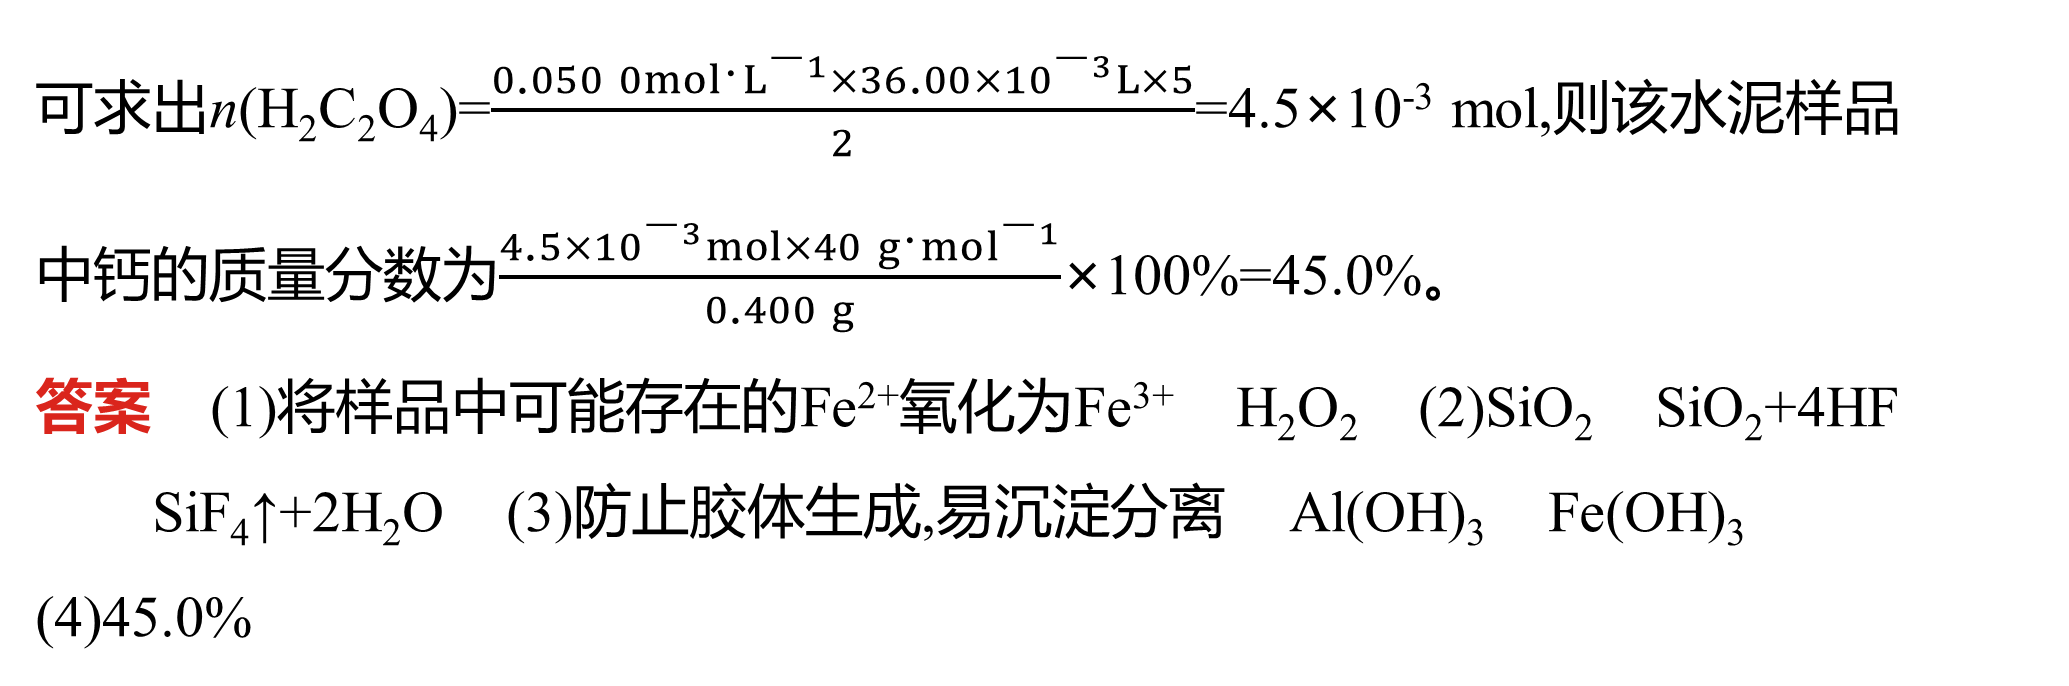 可求出n(H₂C₂O₄)=\frac{0.050 0mol·L⁻¹×36.00×10⁻³L×5}{2}=4.5×10⁻³ mol,则该水泥样品
中钙的质量分数为\frac{4.5×10⁻³mol×40 g·mol⁻¹}{0.400 g}×100%=45.0%。
答案 (1)将样品中可能存在的Fe²⁺氧化为Fe³⁺ H₂O₂ (2)SiO₂ SiO₂+4HF
SiF₄↑+2H₂O (3)防止胶体生成,易沉淀分离 Al(OH)₃ Fe(OH)₃
(4)45.0%